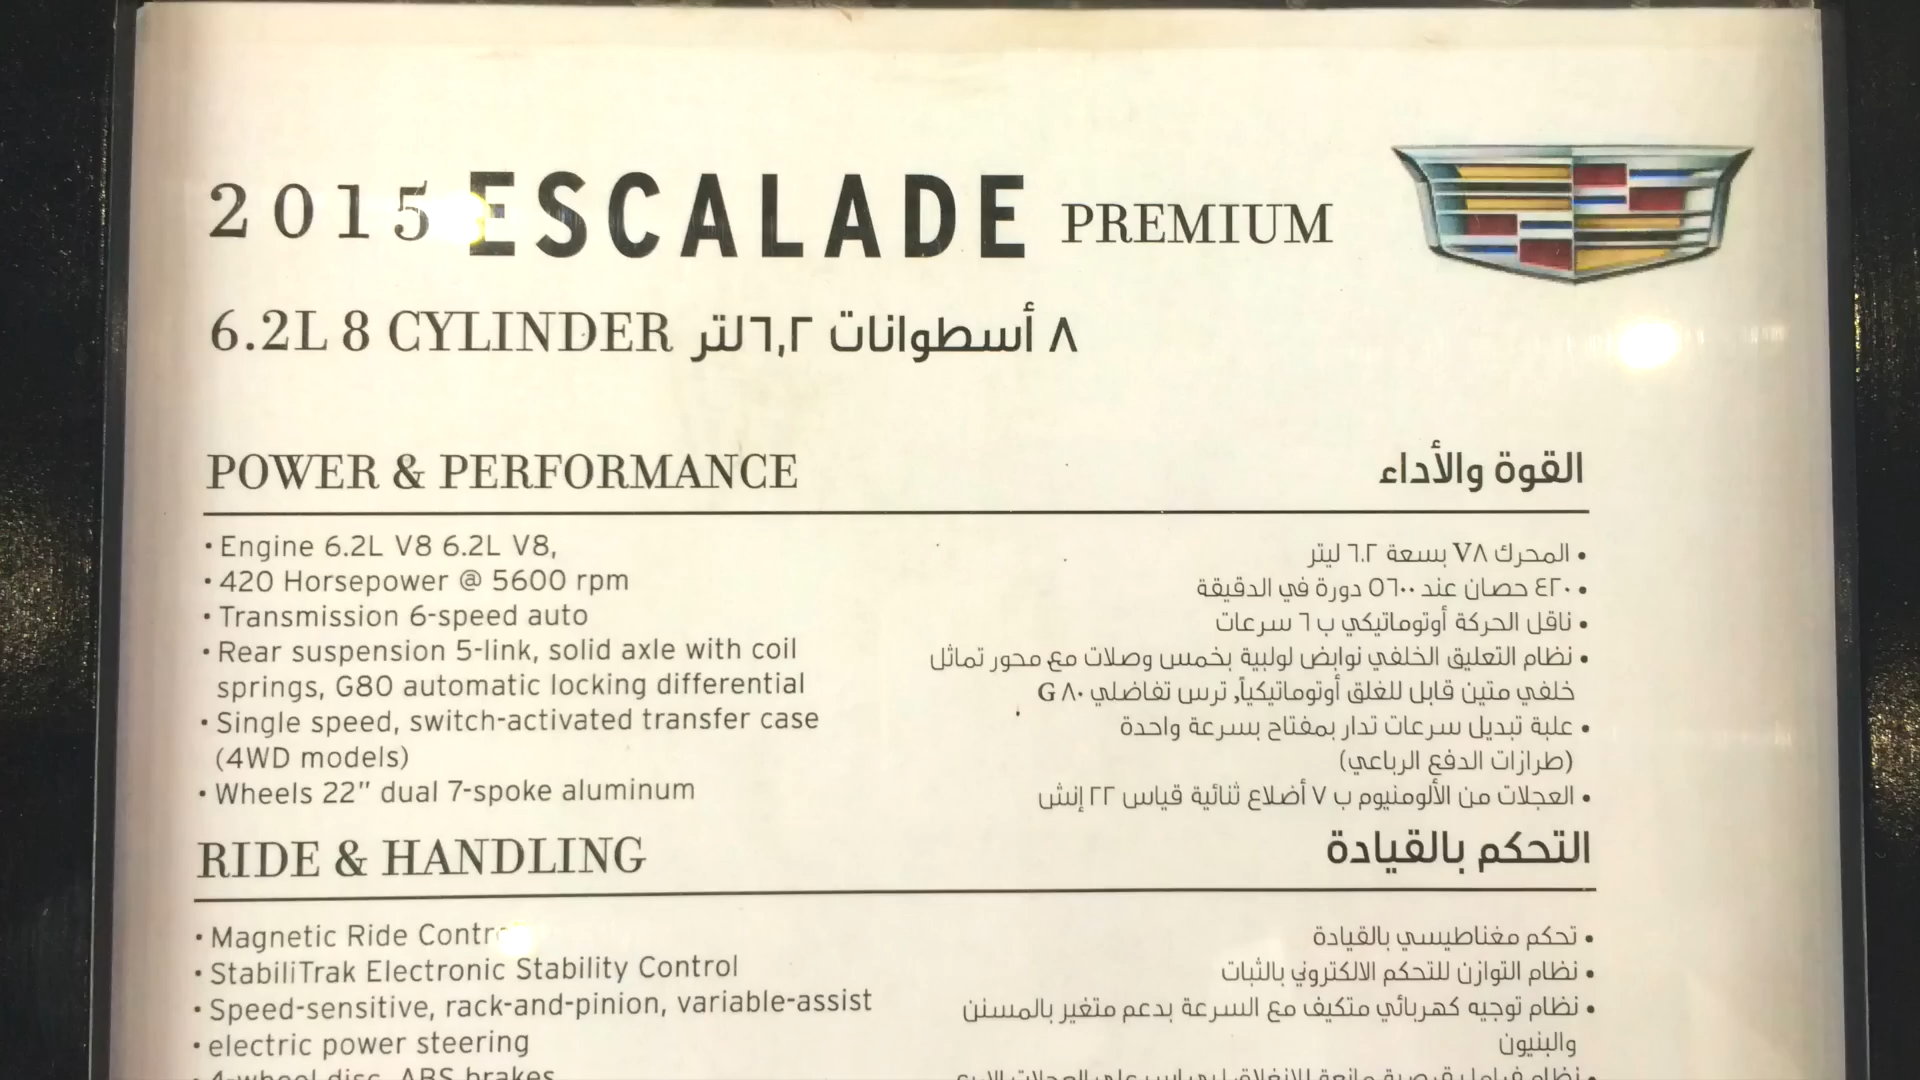 2015 ESCALADE PREMIUM
6.2L 8 CYLINDER ٨ أسطوانات ٦,٢لتر
POWER & PERFORMANCE
القوة والأداء
• Engine 6.2L V8 6.2L V8,
• 420 Horsepower @ 5600 rpm
• Transmission 6-speed auto
• Rear suspension 5-link, solid axle with coil
springs, G80 automatic locking differential
• Single speed, switch-activated transfer case
(4WD models)
• Wheels 22" dual 7-spoke aluminum
• المحرك V٨ بسعة ٦.٢ ليتر
• ٤٢٠ حصان عند ٥٦٠٠ دورة في الدقيقة
• ناقل الحركة أوتوماتيكي ب ٦ سرعات
• نظام التعليق الخلفي نوابض لولبية بخمس وصلات مع محور تماثل
خلفي متين قابل للغلق أوتوماتيكياً, ترس تفاضلي G ٨٠
• علبة تبديل سرعات تدار بمفتاح بسرعة واحدة
(طرازات الدفع الرباعي)
• العجلات من الألومنيوم ب ٧ أضلاع ثنائية قياس ٢٢ إنش
RIDE & HANDLING
التحكم بالقيادة
• Magnetic Ride
• StabiliTrak Electronic Stability Control
• Speed-sensitive, rack-and-pinion, variable-assist
• electric power steering
• 4-wheel disc, ABS brakes
• تحكم مغناطيسي بالقيادة
• نظام التوازن للتحكم الالكتروني بالثبات
• نظام توجيه كهربائي متكيف مع السرعة بدعم متغير بالمسنن
والبنيون